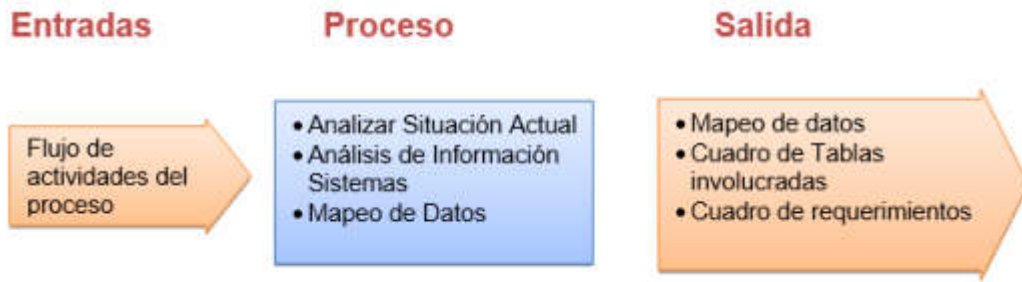 Entradas
Proceso
Salida
Flujo de
actividades del
proceso
• Analizar Situación Actual
• Análisis de Información
Sistemas
• Mapeo de Datos
• Mapeo de datos
• Cuadro de Tablas
involucradas
• Cuadro de requerimientos